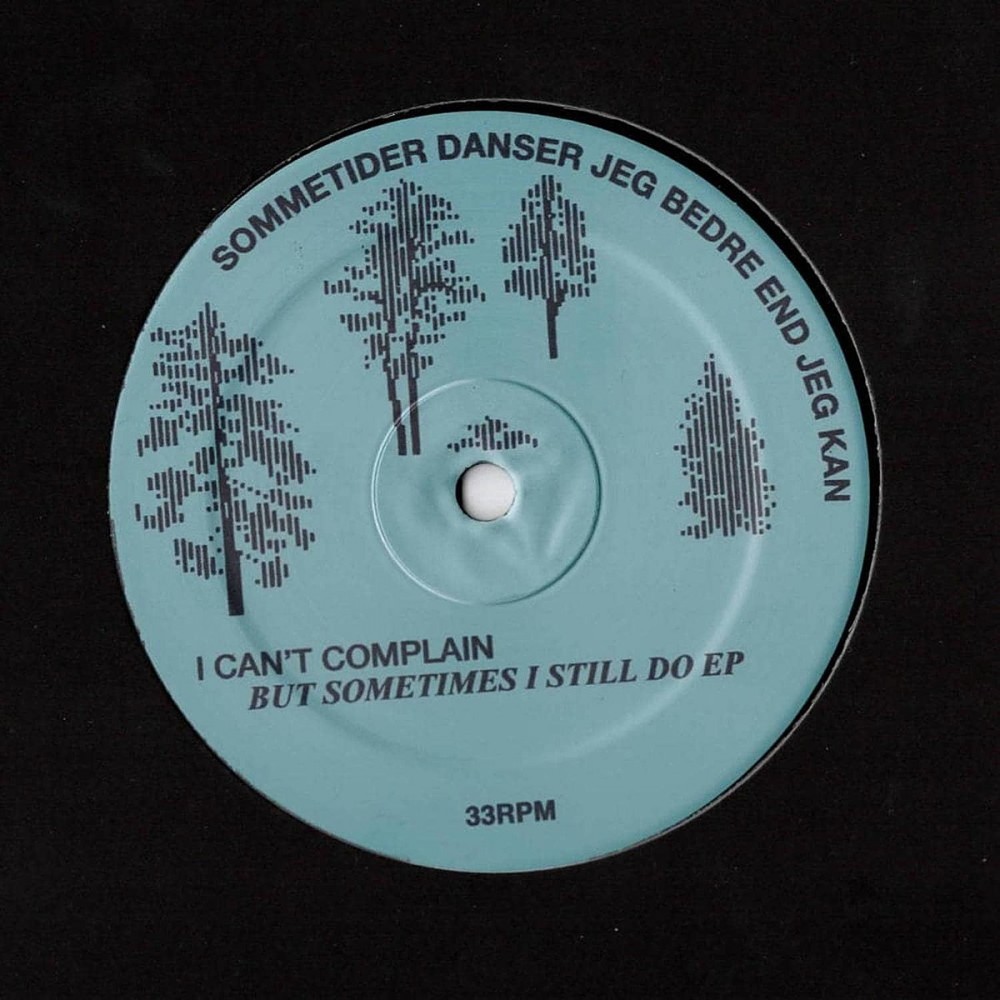 SOMMETIDER DANSER JEG BEDRE END JEG KAN
I CAN'T COMPLAIN
BUT SOMETIMES I STILL DO EP
33RPM